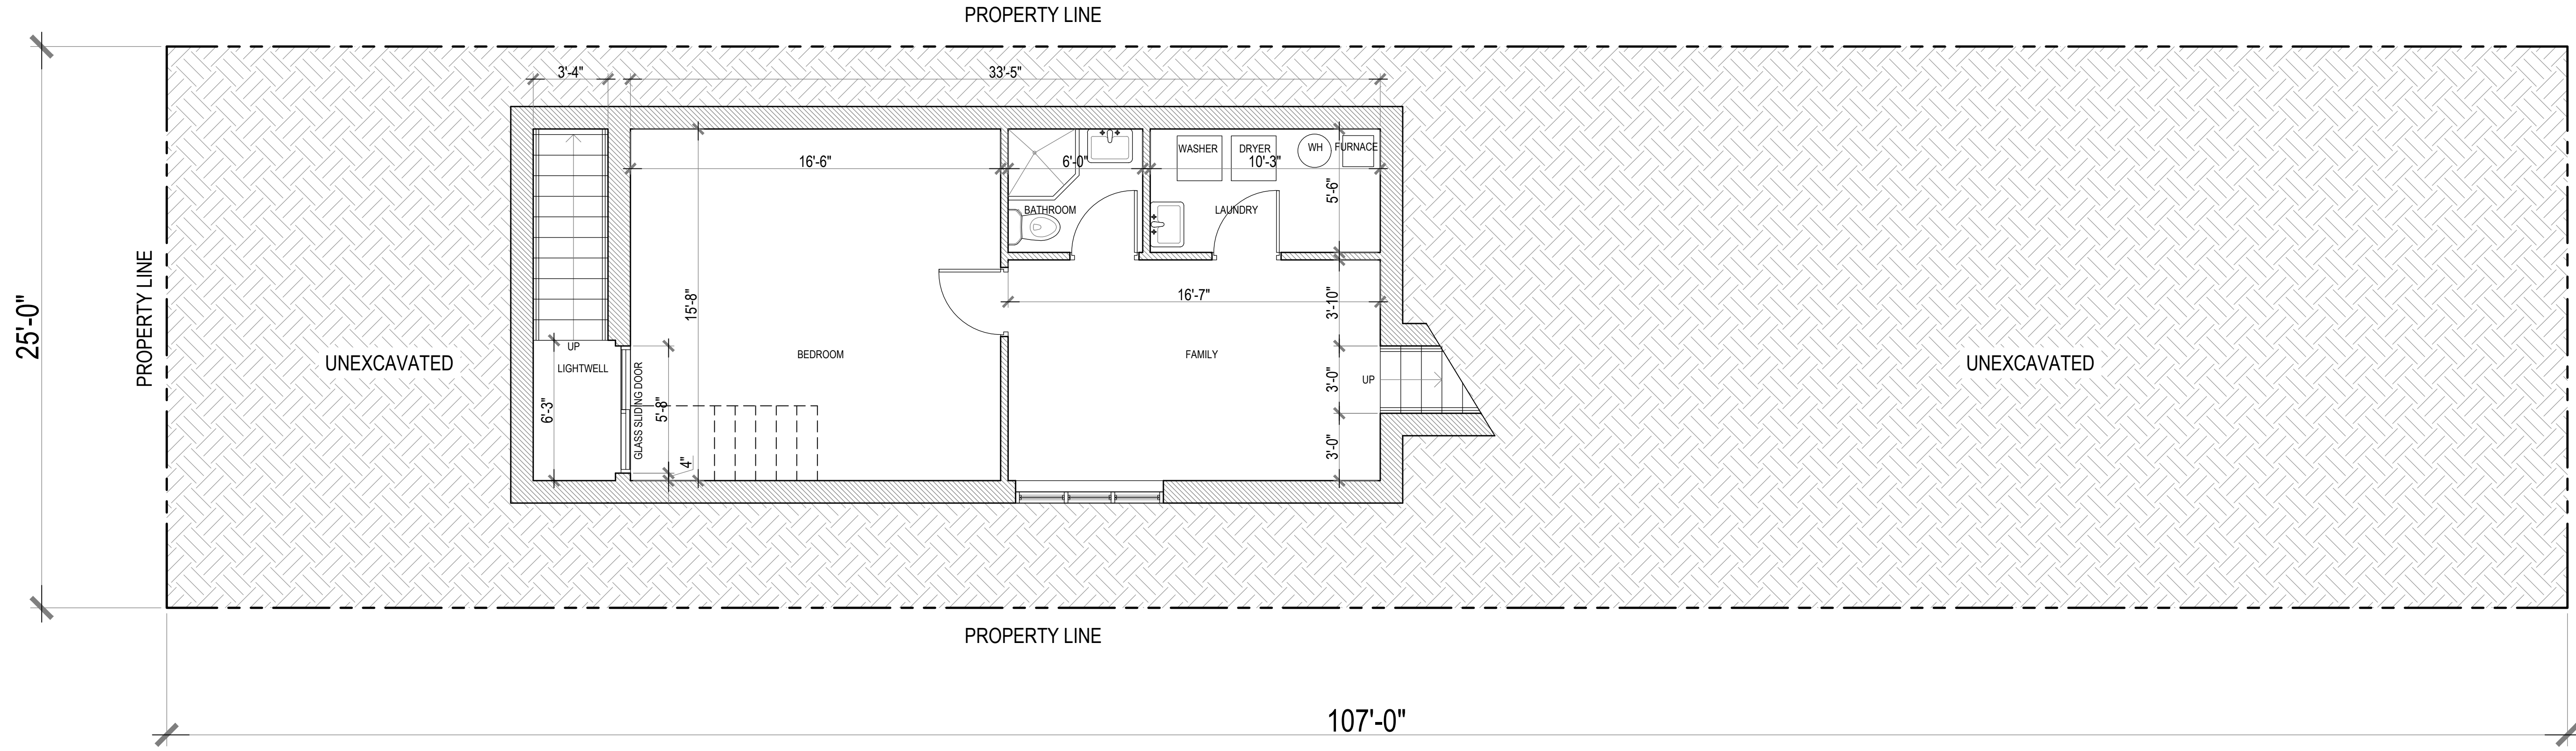 PROPERTY LINE
3'-4"
33'-5"
16'-6"
6'-0"
WASHER
DRYER
10'-3"
WH
FURNACE
5'-6"
BATHROOM
LAUNDRY
25'-0"
PROPERTY LINE
UNEXCAVATED
15'-8"
16'-7"
3'-10"
UP
LIGHTWELL
BEDROOM
FAMILY
UP
3'-0"
UNEXCAVATED
6'-3"
GLASS SLIDING DOOR
5'-8"
4"
3'-0"
PROPERTY LINE
107'-0"